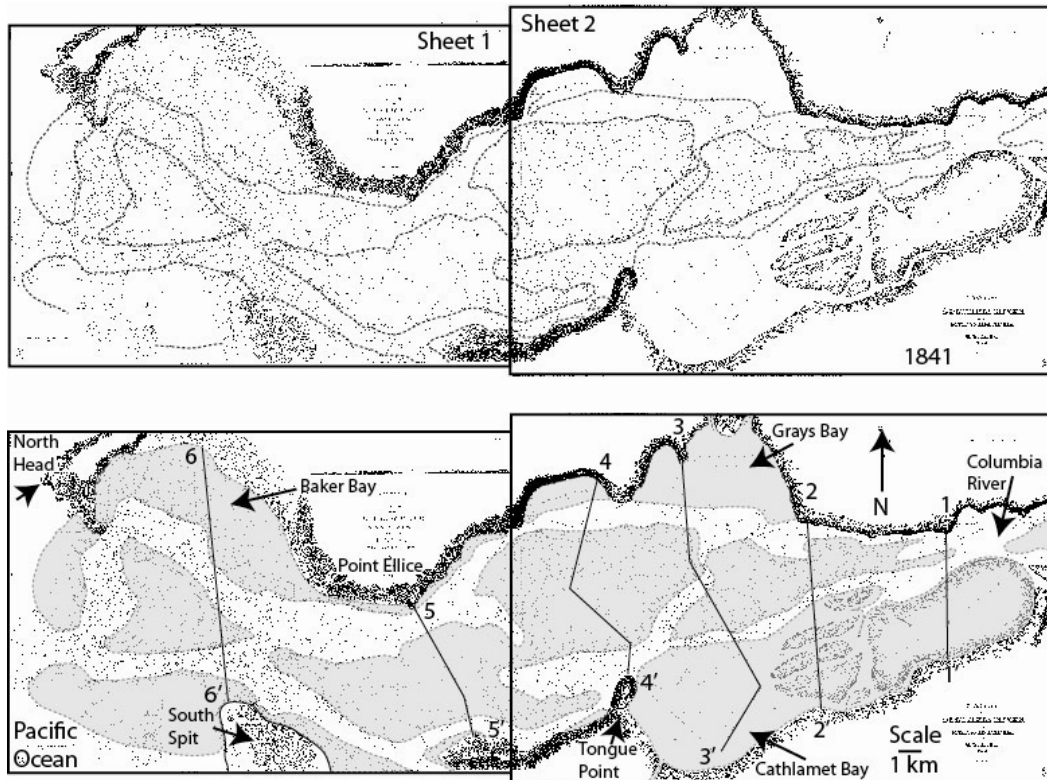 Sheet 1
Sheet 2
1841
North
Head
6
Baker Bay
Point Ellice
5
6'
South
Spit
5'
Pacific
Ocean
4
3
Grays Bay
2
N
1
Columbia
River
4'
Tongue
Point
3'
2'
Cathlamet Bay
Scale
1 km